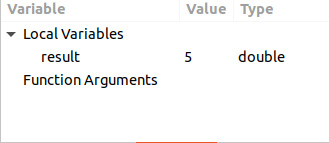 Variable Value Type
Local Variables
result 5 double
Function Arguments